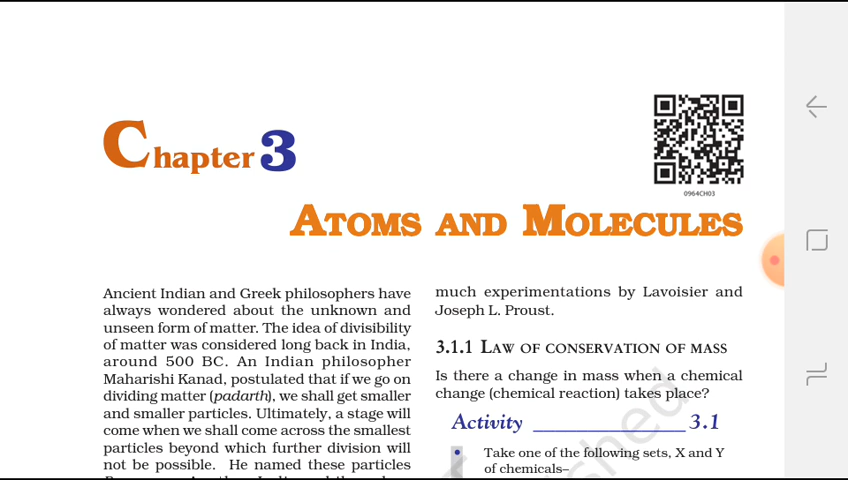 Chapter 3
0964CH03
ATOMS AND MOLECULES
Ancient Indian and Greek philosophers have
always wondered about the unknown and
unseen form of matter. The idea of divisibility
of matter was considered long back in India,
around 500 BC. An Indian philosopher
Maharishi Kanad, postulated that if we go on
dividing matter (padarth), we shall get smaller
and smaller particles. Ultimately, a stage will
come when we shall come across the smallest
particles beyond which further division will
not be possible. He named these particles
much experimentations by Lavoisier and
Joseph L. Proust.
3.1.1 LAW OF CONSERVATION OF MASS
Is there a change in mass when a chemical
change (chemical reaction) takes place?
Activity ______________ 3.1
• Take one of the following sets, X and Y
of chemicals–